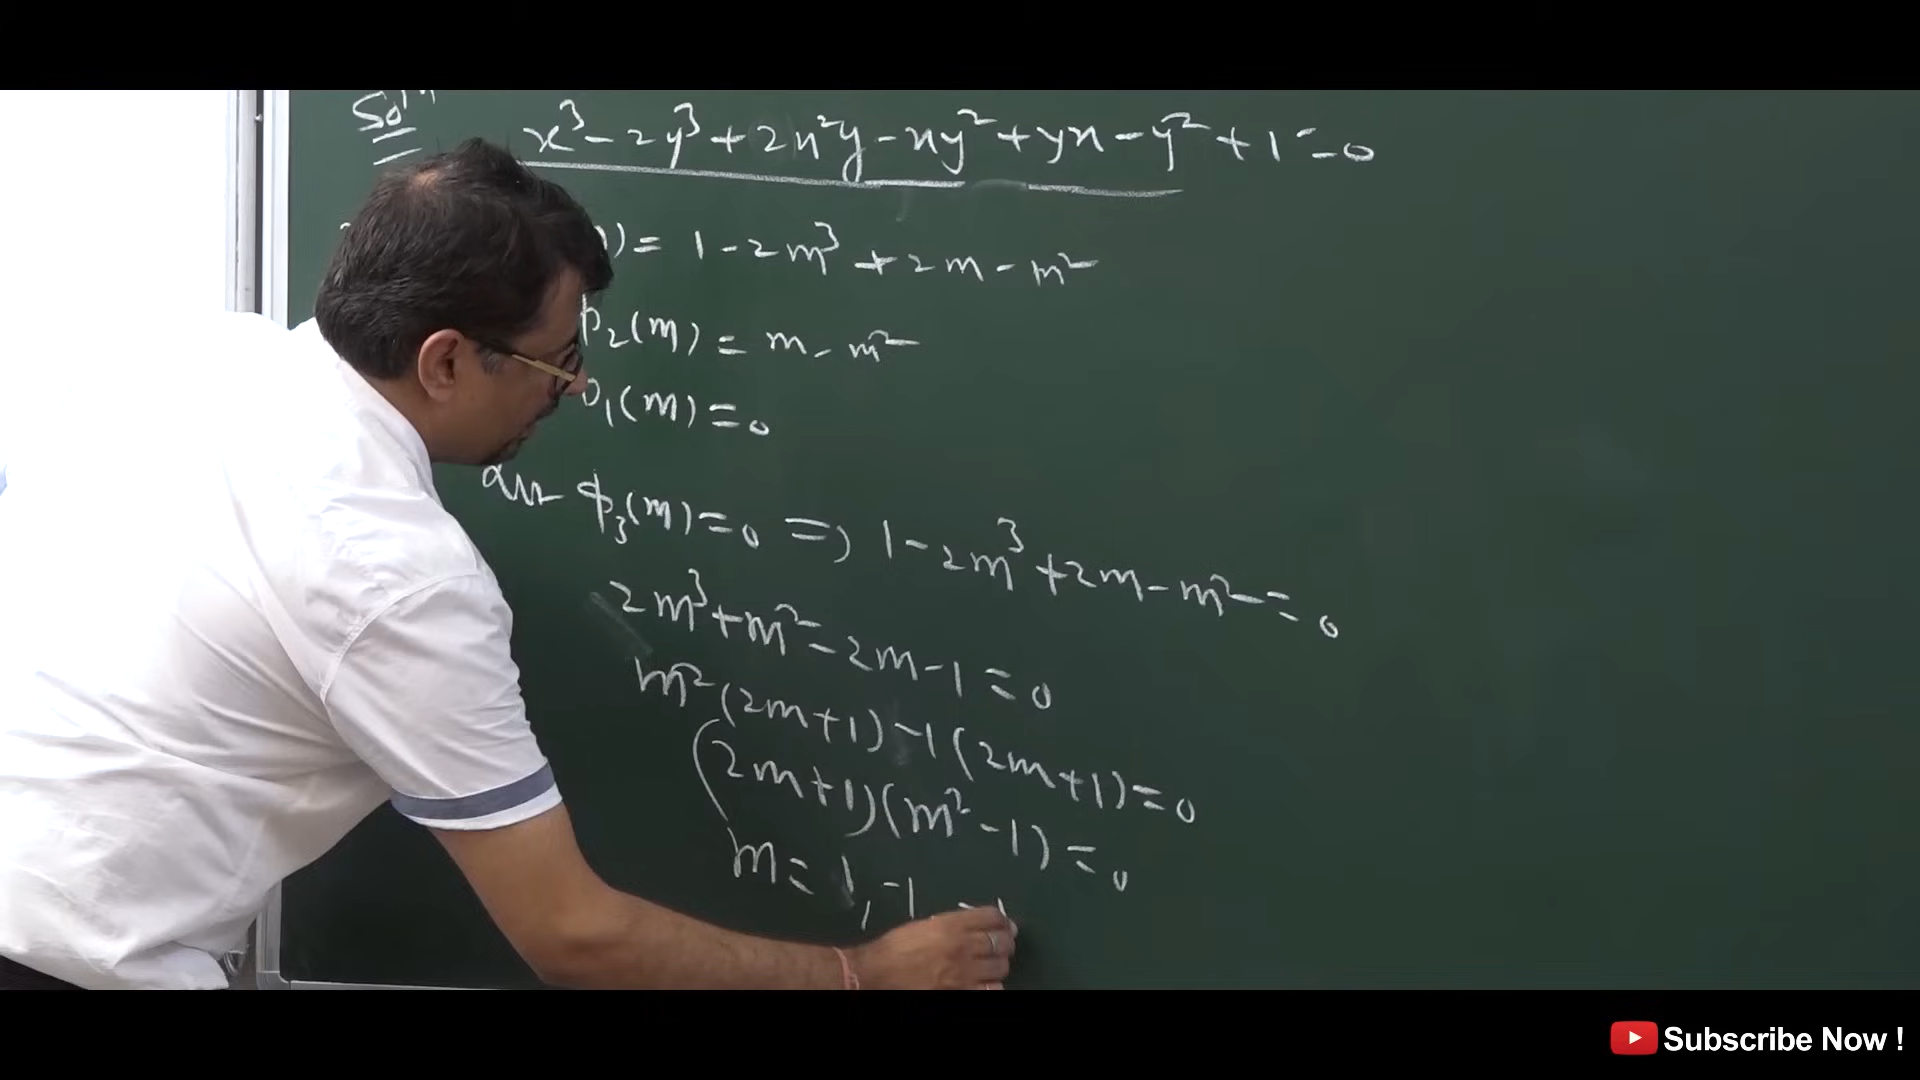 Solⁿ
x³ - 2y³ + 2x²y - xy² + yx - y² + 1 = 0
) = 1 - 2m³ + 2m - m²
ϕ₂(m) = m - m²
₁(m) = 0
ϕ₃(m) = 0 ⇒ 1 - 2m³ + 2m - m² = 0
2m³ + m² - 2m - 1 = 0
m²(2m+1) - 1(2m+1) = 0
(2m+1)(m² - 1) = 0
m = 1, -1,
Subscribe Now !